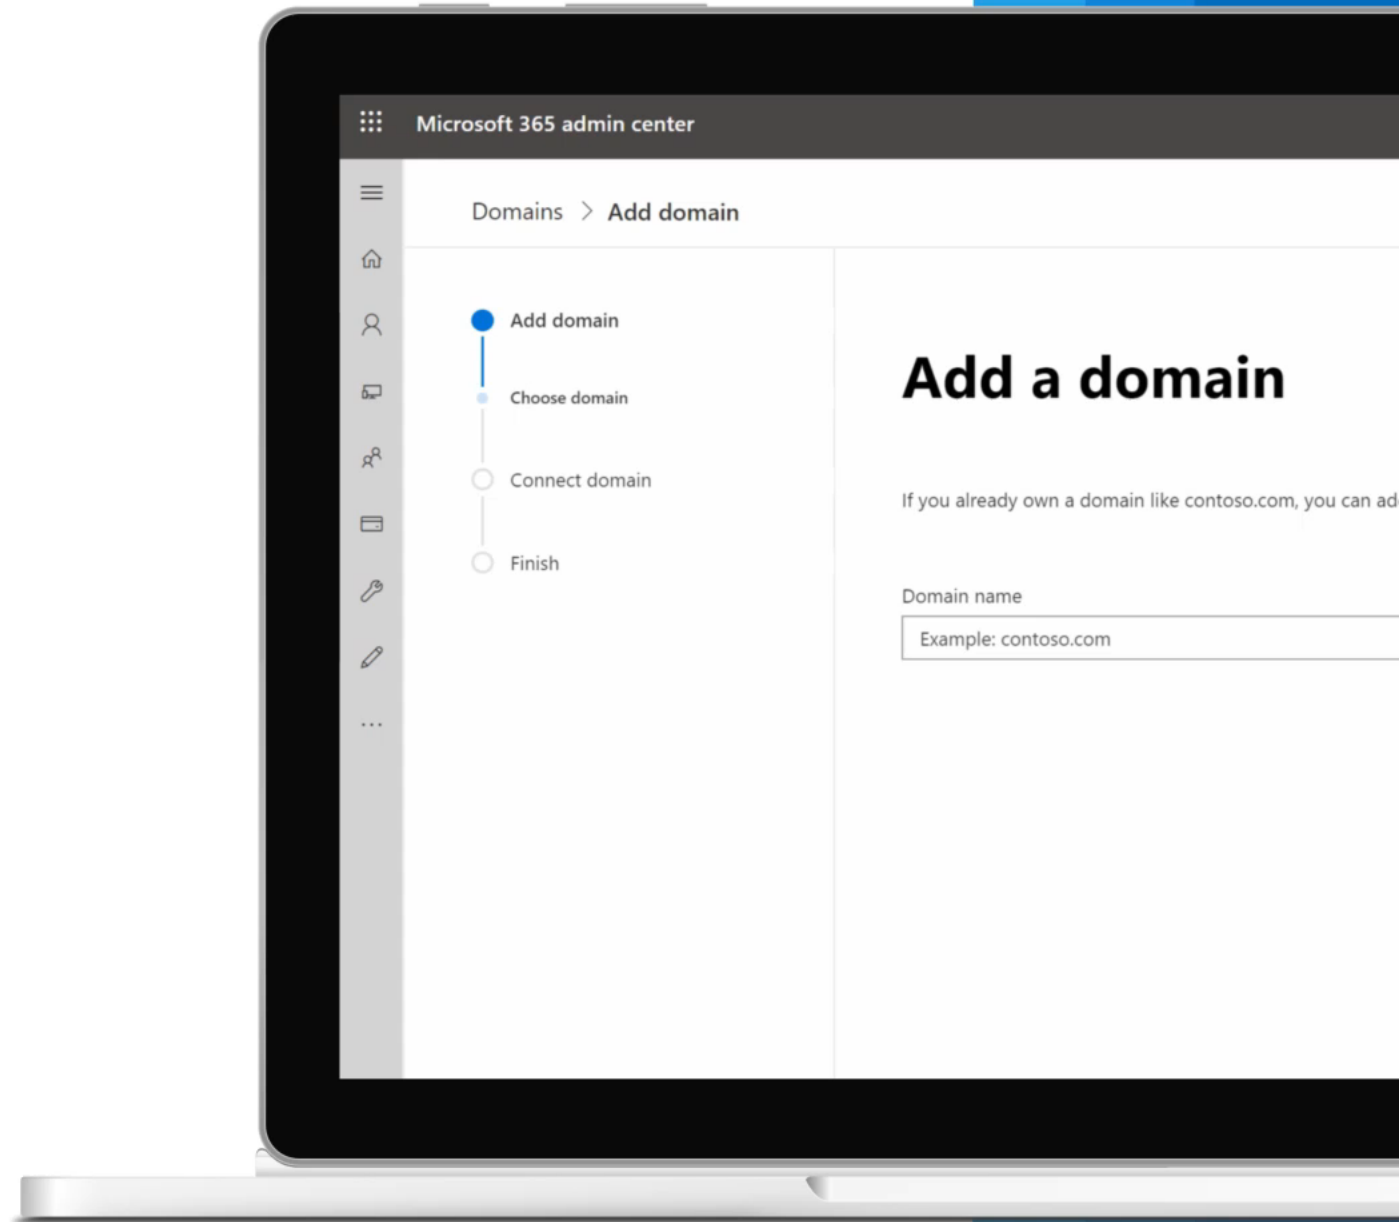 Microsoft 365 admin center
Domains > Add domain
Add domain
Choose domain
Connect domain
Finish
Add a domain
If you already own a domain like contoso.com, you can
Domain name
Example: contoso.com